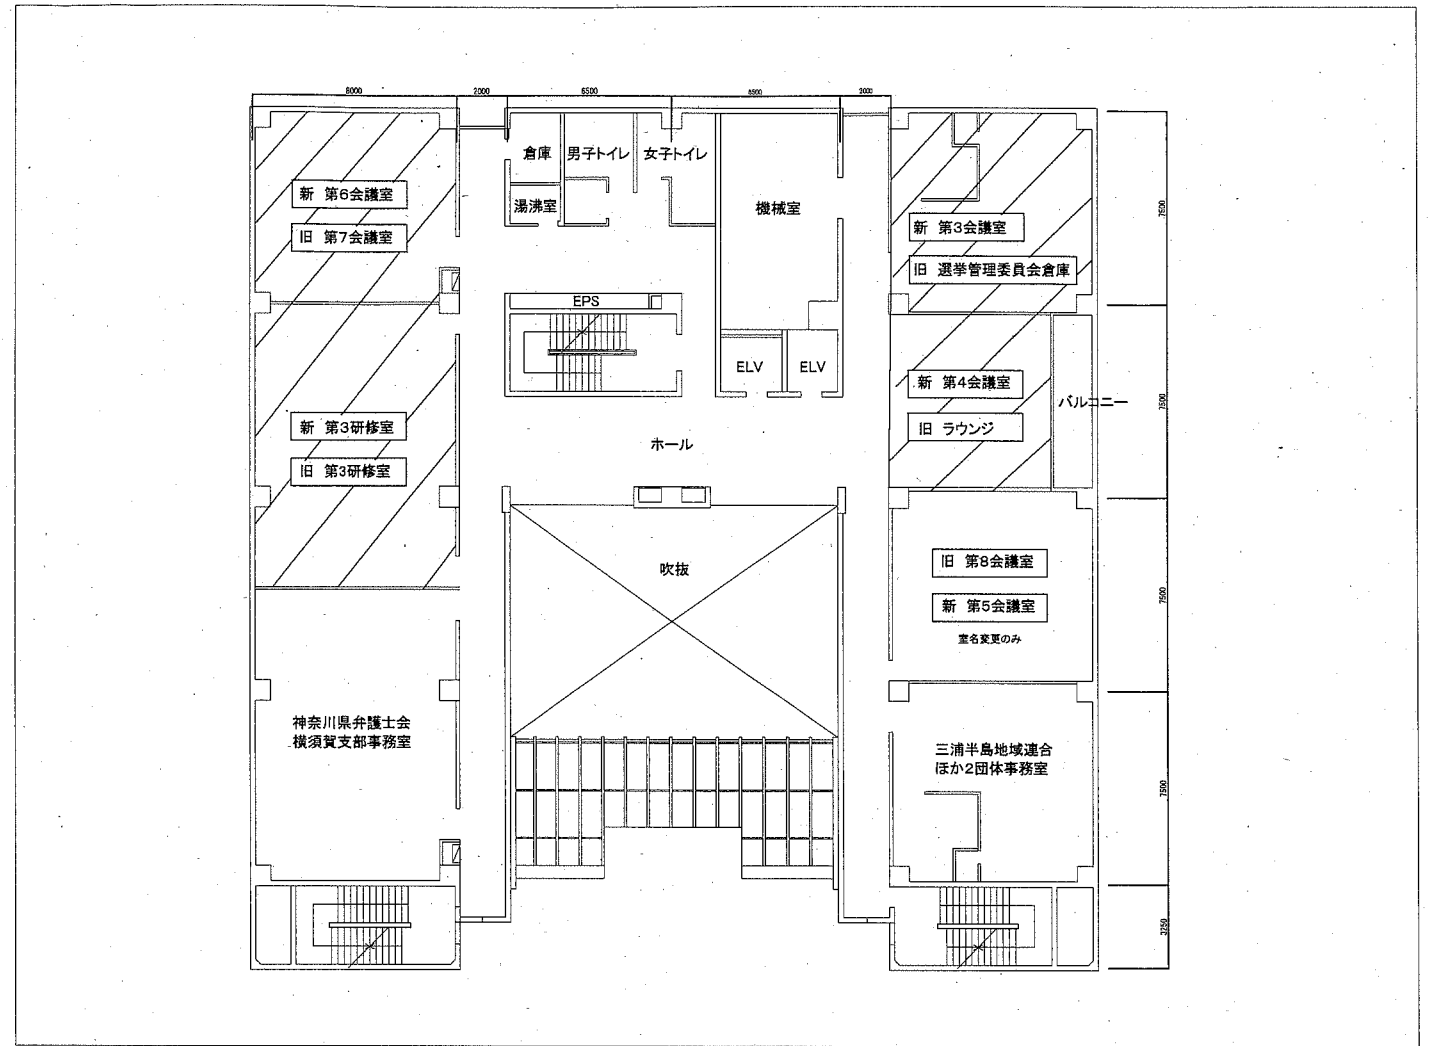 8000 2000 6500 6500 2000
倉庫 男子トイレ 女子トイレ
湯沸室
機械室
新 第6会議室
旧 第7会議室
新 第3会議室
旧 選挙管理委員会倉庫
7500
EPS
ELV ELV
新 第4会議室
旧 ラウンジ
バルコニー
7500
新 第3研修室
旧 第3研修室
ホール
吹抜
旧 第8会議室
新 第5会議室
室名変更のみ
7500
神奈川県弁護士会
横須賀支部事務室
三浦半島地域連合
ほか2団体事務室
7500
3250